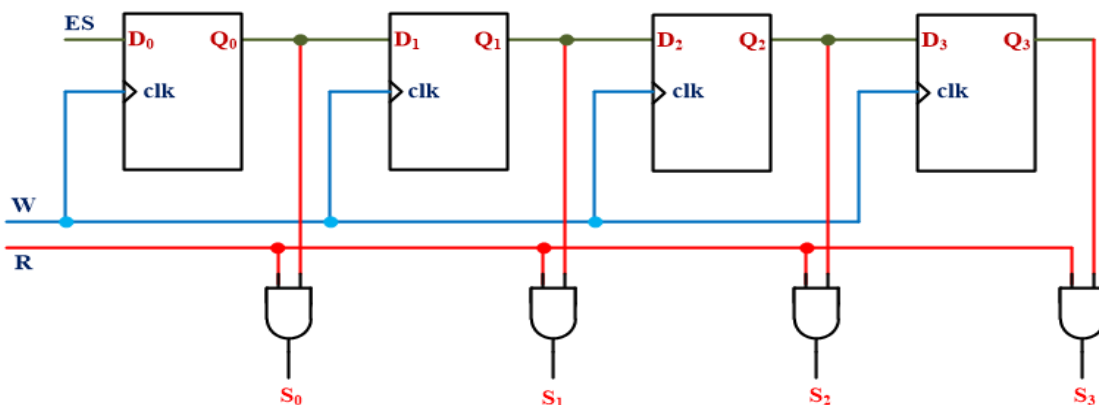 ES
D₀ Q₀ D₁ Q₁ D₂ Q₂ D₃ Q₃
clk clk clk clk
W
R
S₀ S₁ S₂ S₃